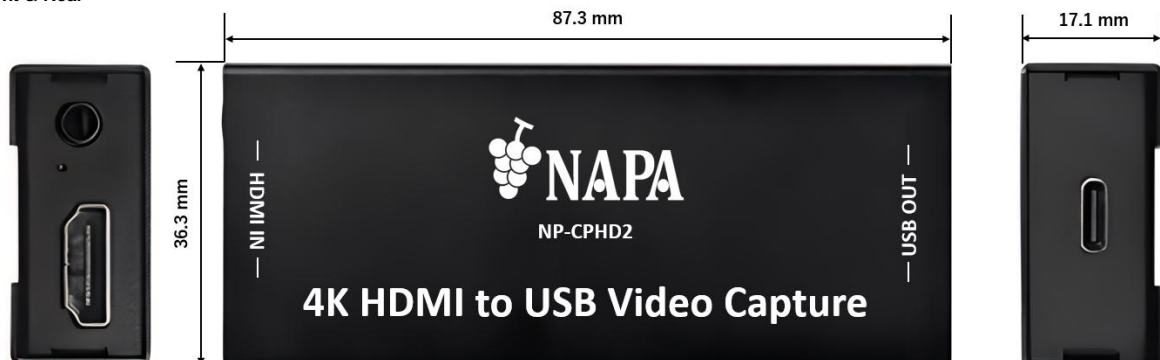 87.3 mm
17.1 mm
36.3 mm
HDMI IN
NAPA
NP-CPHD2
USB OUT
4K HDMI to USB Video Capture